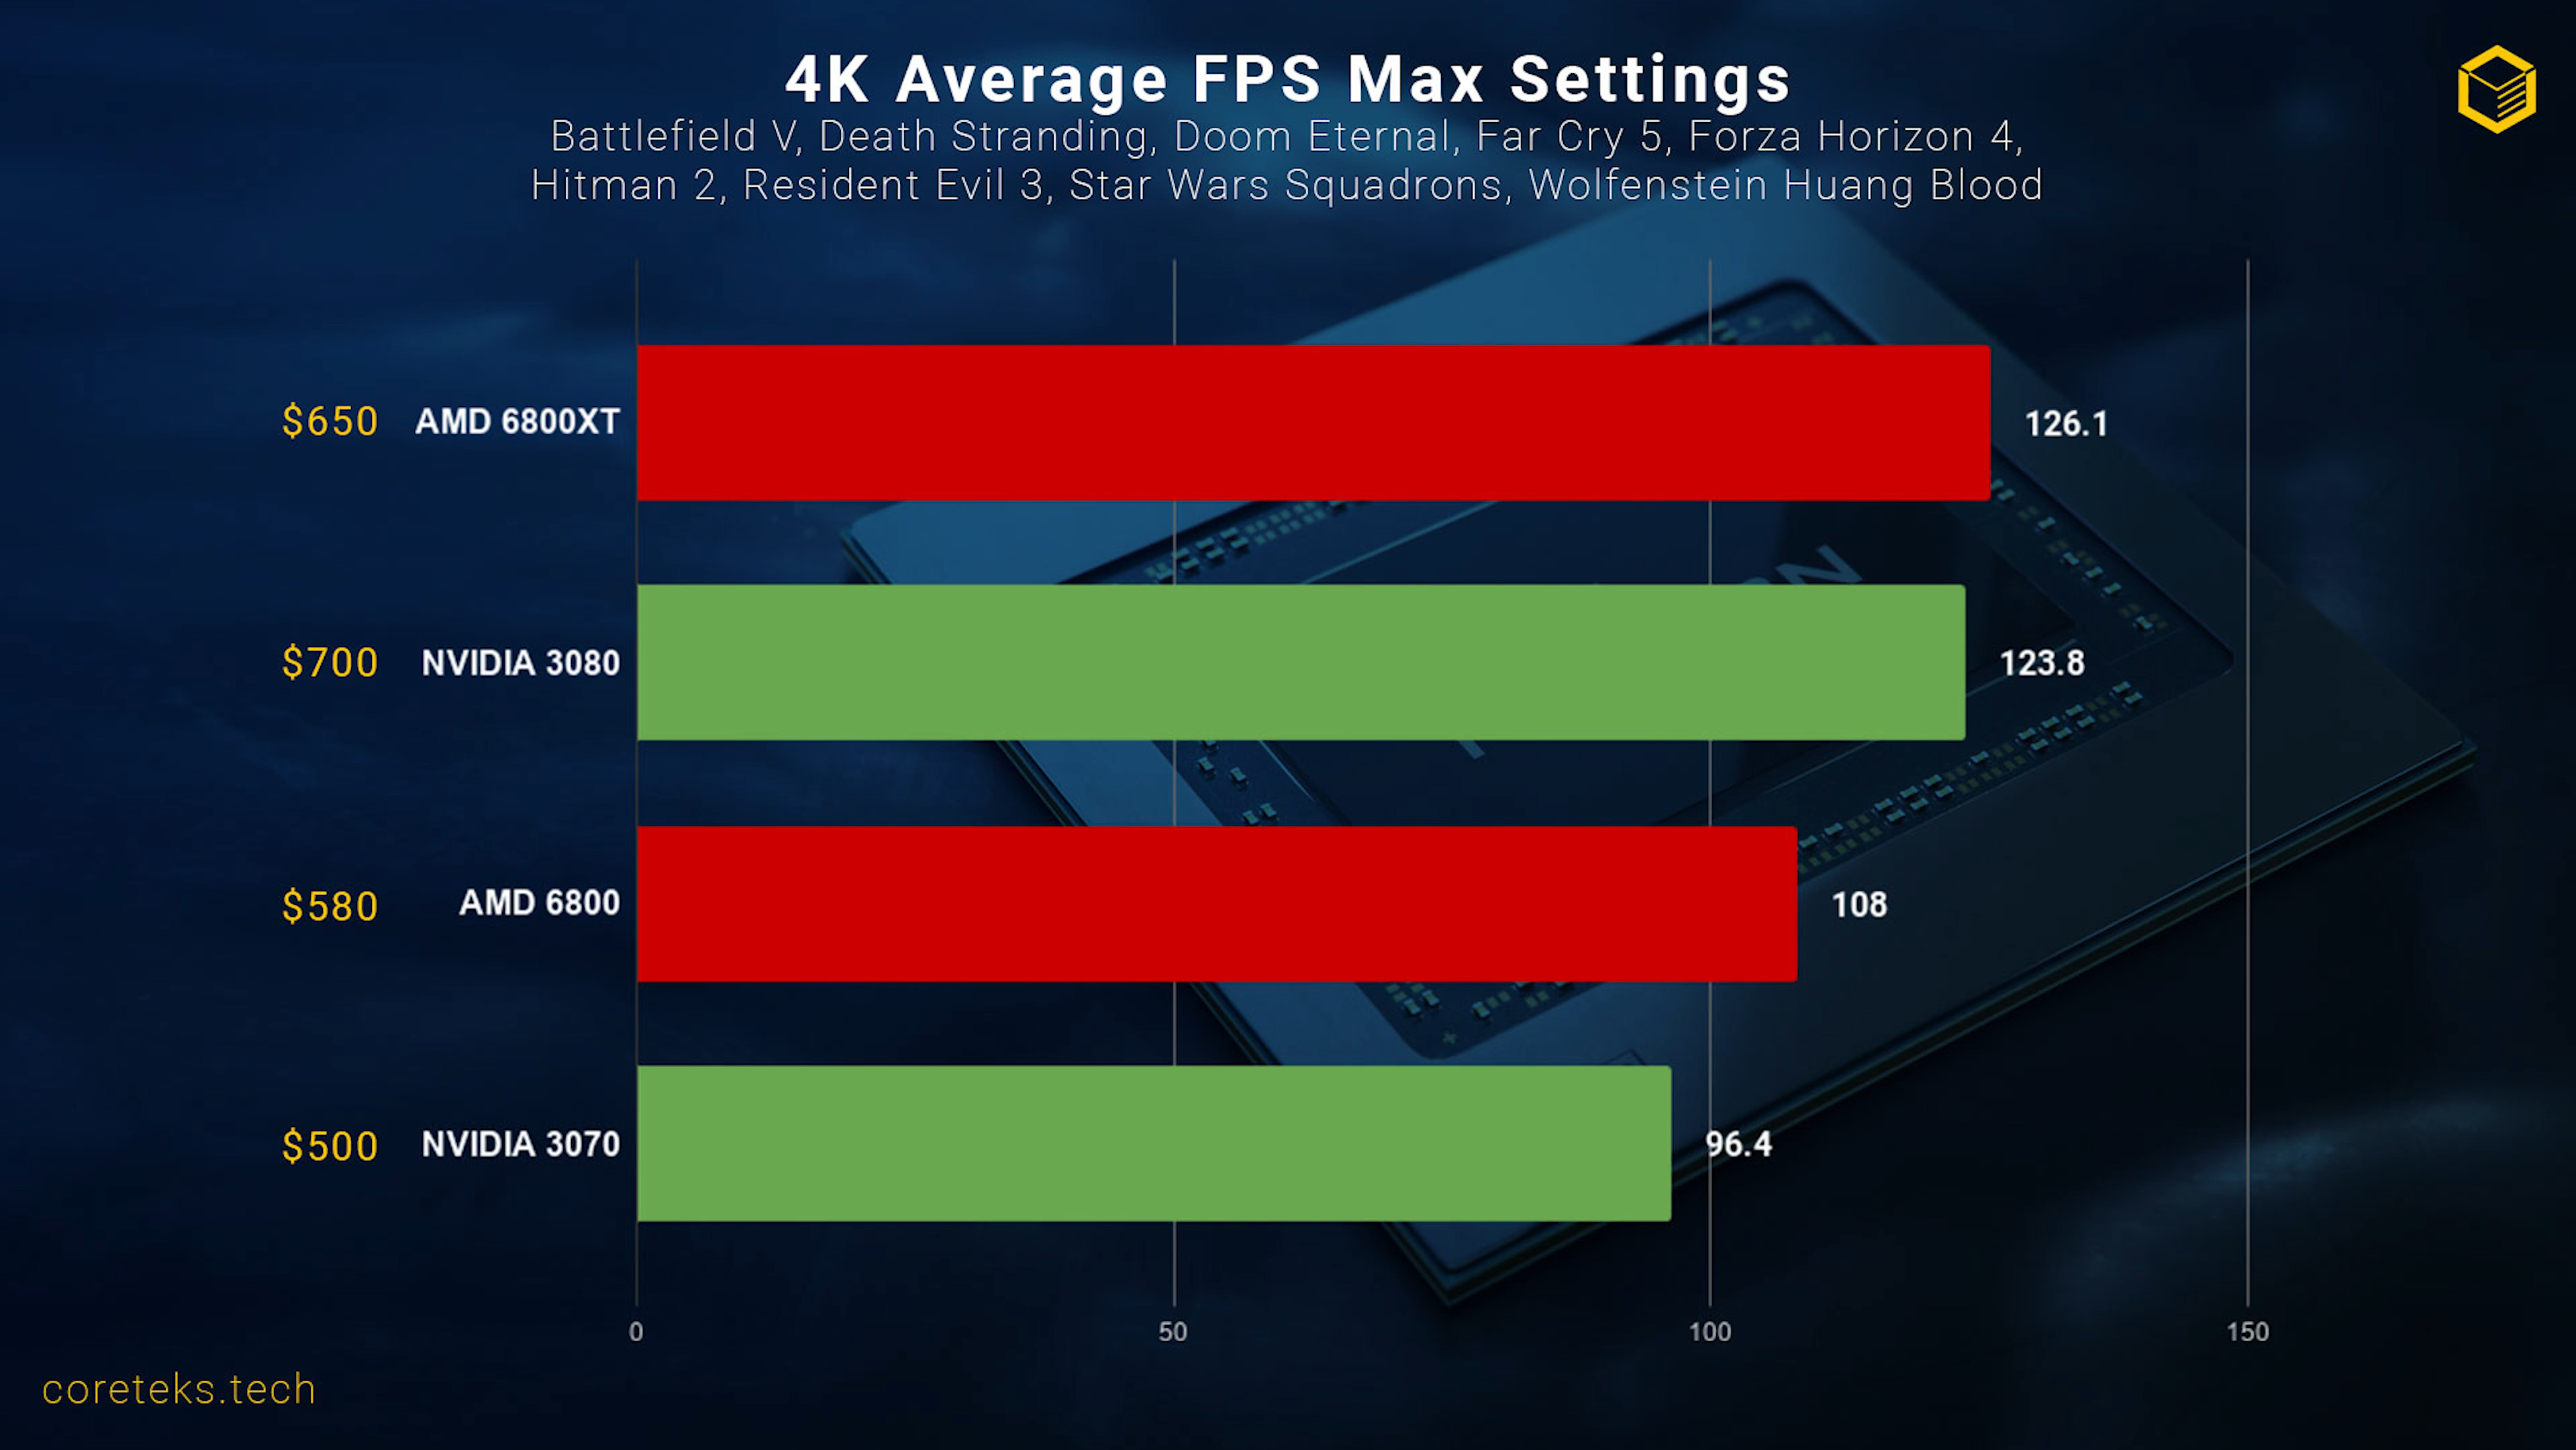 4K Average FPS Max Settings
Battlefield V, Death Stranding, Doom Eternal, Far Cry 5, Forza Horizon 4,
Hitman 2, Resident Evil 3, Star Wars Squadrons, Wolfenstein Huang Blood
$650 AMD 6800XT 126.1
$700 NVIDIA 3080 123.8
$580 AMD 6800 108
$500 NVIDIA 3070 96.4
0 50 100 150
coreteks.tech